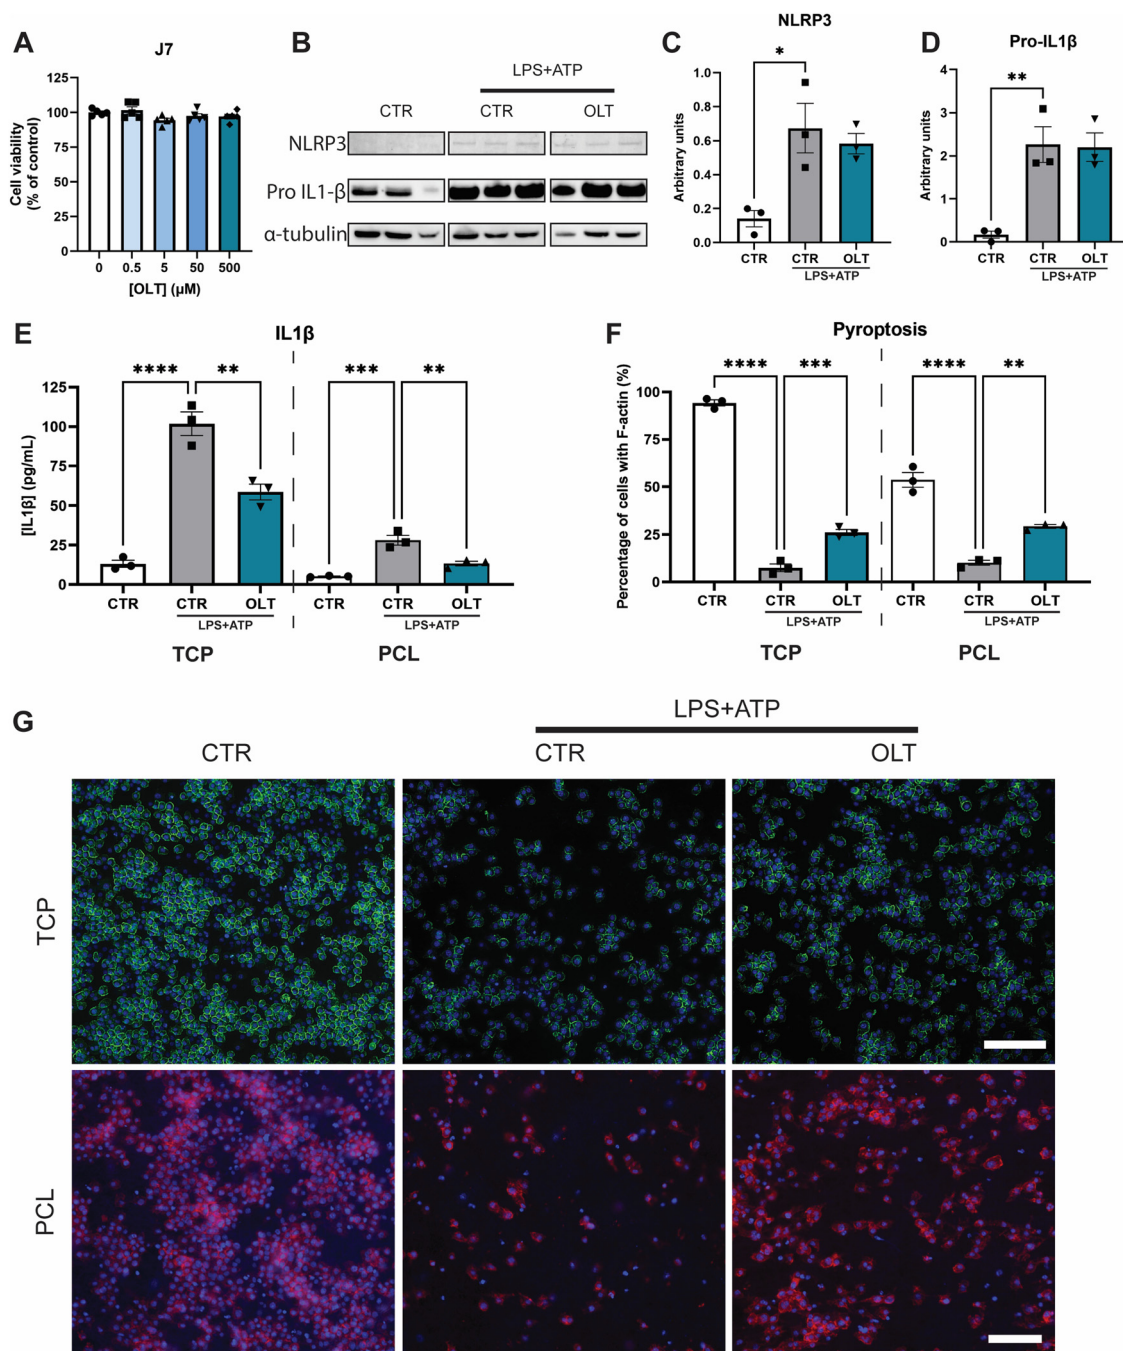 A
J7
Cell viability
(% of control)
125
100
75
50
25
0
0 0.5 5 50 500
[OLT] (µM)
B
LPS+ATP
CTR CTR OLT
NLRP3
Pro IL1-β
α-tubulin
C
NLRP3
*
Arbitrary units
1.0
0.8
0.6
0.4
0.2
0.0
CTR CTR OLT
LPS+ATP
D
Pro-IL1β
**
Arbitrary units
6
4
2
0
CTR CTR OLT
LPS+ATP
E
IL1β
**** ** *** **
[IL1β] (pg/mL)
125
100
75
50
25
0
CTR CTR OLT CTR CTR OLT
LPS+ATP LPS+ATP
TCP PCL
F
Pyroptosis
**** *** **** **
Percentage of cells with F-actin (%)
100
75
50
25
0
CTR CTR OLT CTR CTR OLT
LPS+ATP LPS+ATP
TCP PCL
G
LPS+ATP
CTR CTR OLT
TCP
PCL